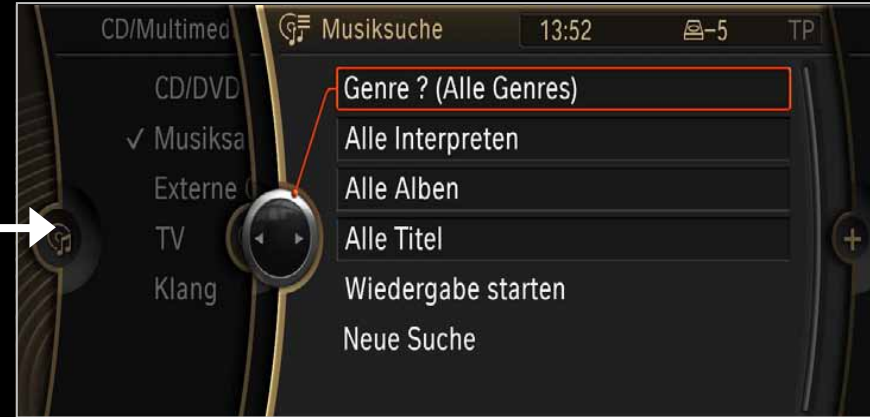 CD/Multimed
CD/DVD
✓ Musiksa
Externe
TV
Klang
Musiksuche 13:52 –5 TP
Genre ? (Alle Genres)
Alle Interpreten
Alle Alben
Alle Titel
Wiedergabe starten
Neue Suche